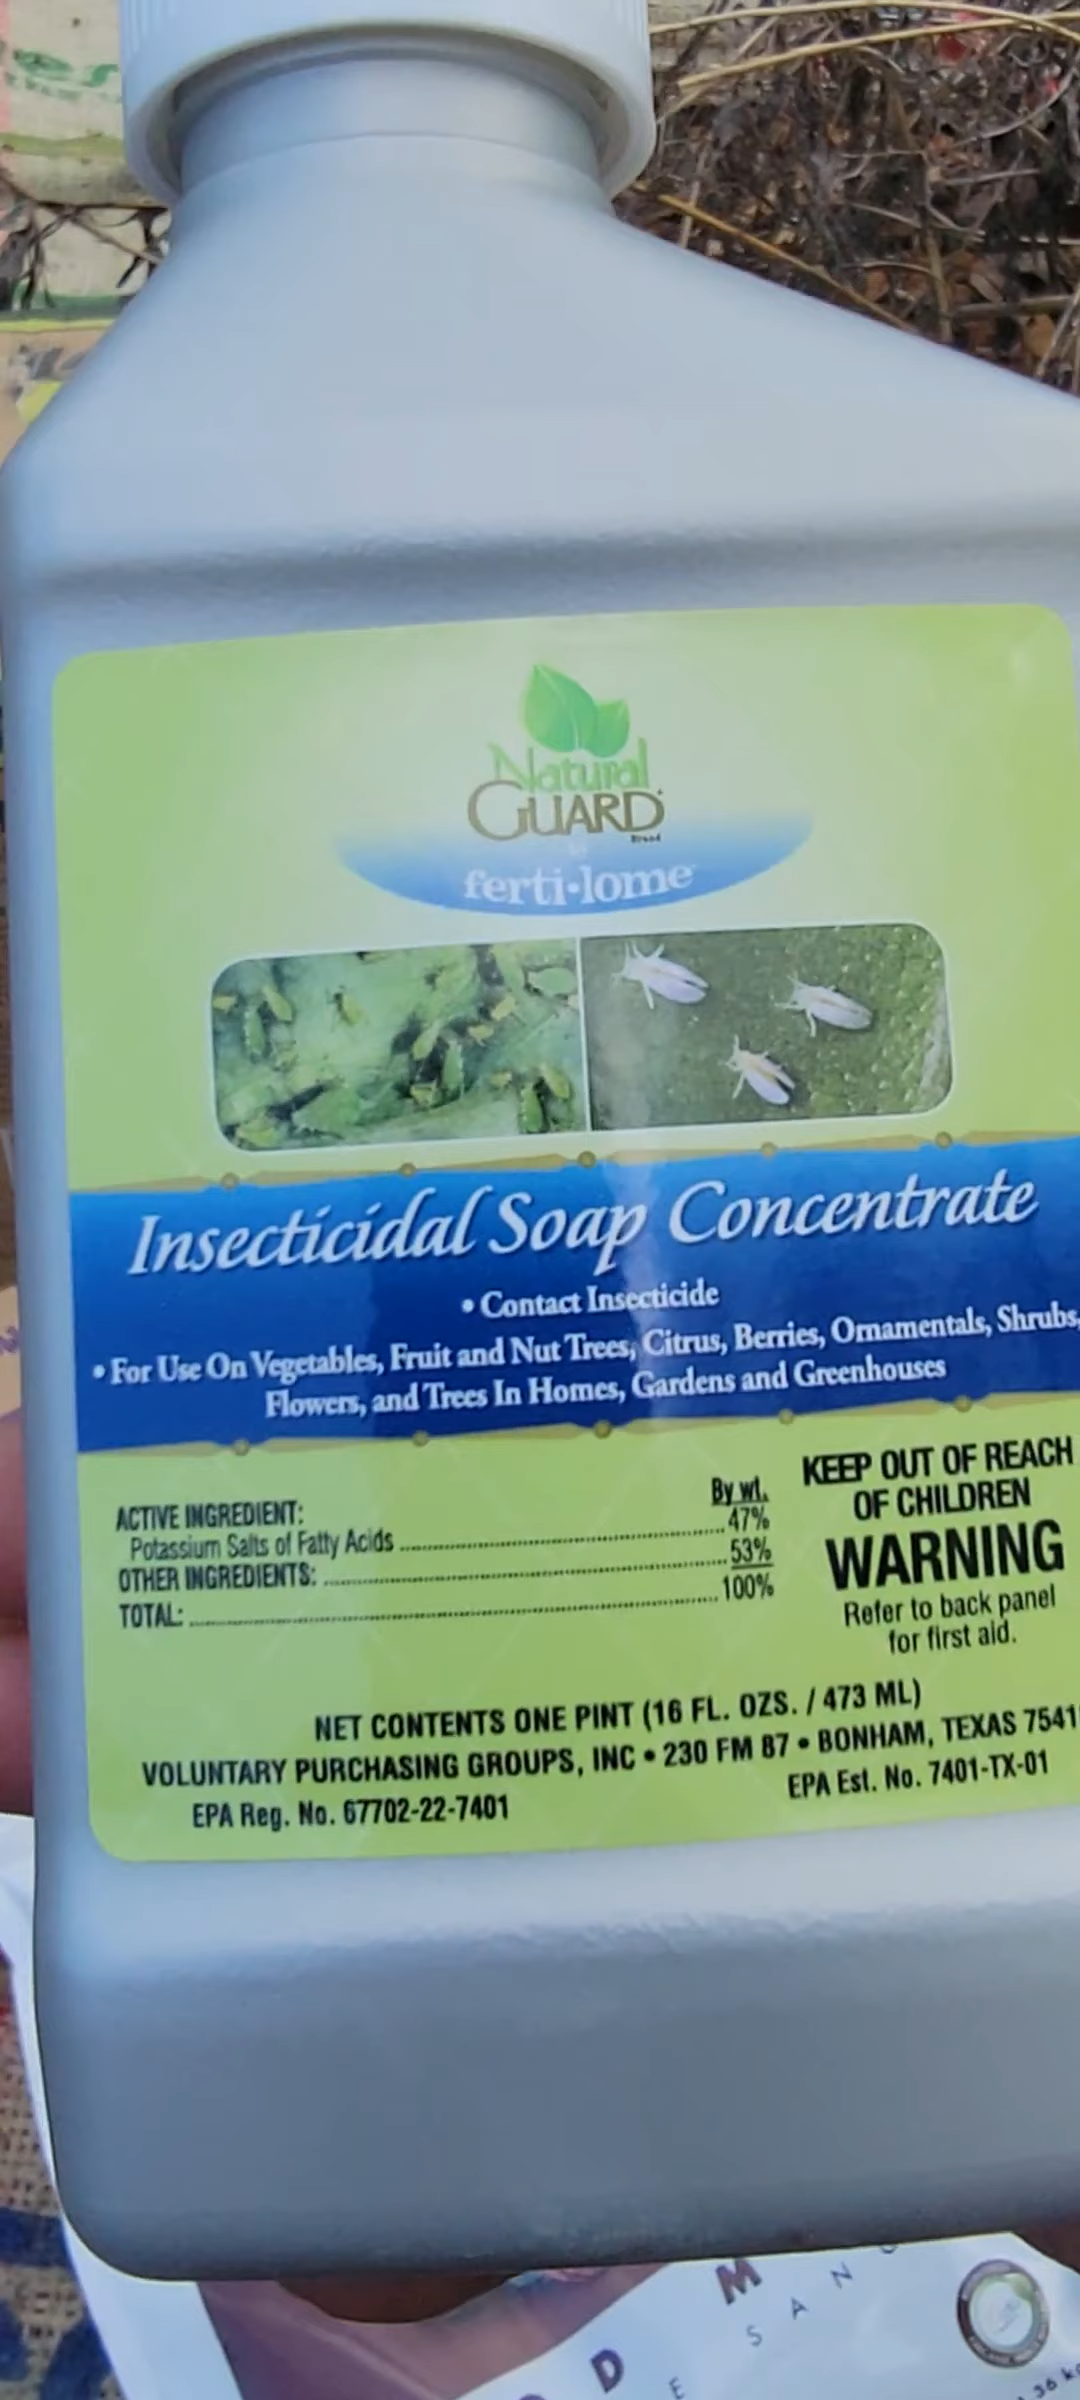 Natural
GUARD
Brand
ferti•lome
Insecticidal Soap Concentrate
• Contact Insecticide
• For Use On Vegetables, Fruit and Nut Trees, Citrus, Berries, Ornamentals, Shrubs,
Flowers, and Trees In Homes, Gardens and Greenhouses
By wt.
ACTIVE INGREDIENT:
Potassium Salts of Fatty Acids ........ 47%
OTHER INGREDIENTS: ........ 53%
TOTAL: ........ 100%
KEEP OUT OF REACH
OF CHILDREN
WARNING
Refer to back panel
for first aid.
NET CONTENTS ONE PINT (16 FL. OZS. / 473 ML)
VOLUNTARY PURCHASING GROUPS, INC • 230 FM 87 • BONHAM, TEXAS 7541
EPA Reg. No. 67702-22-7401
EPA Est. No. 7401-TX-01